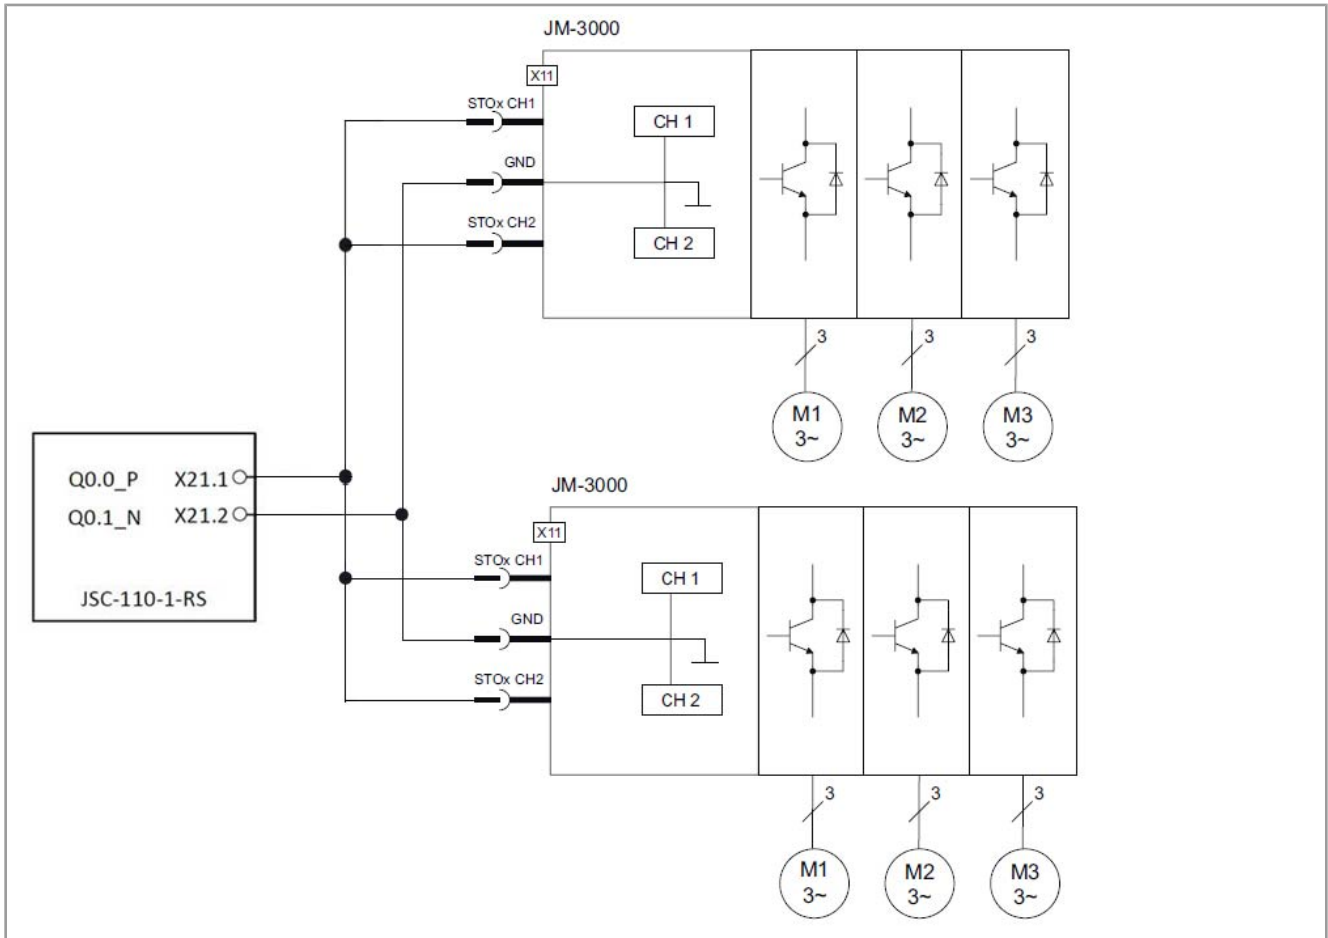 JM-3000
X11
STOx CH1
CH 1
GND
STOx CH2
CH 2
3 3 3
M1 M2 M3
3~ 3~ 3~
Q0.0_P X21.1
Q0.1_N X21.2
JSC-110-1-RS
JM-3000
X11
STOx CH1
CH 1
GND
STOx CH2
CH 2
3 3 3
M1 M2 M3
3~ 3~ 3~